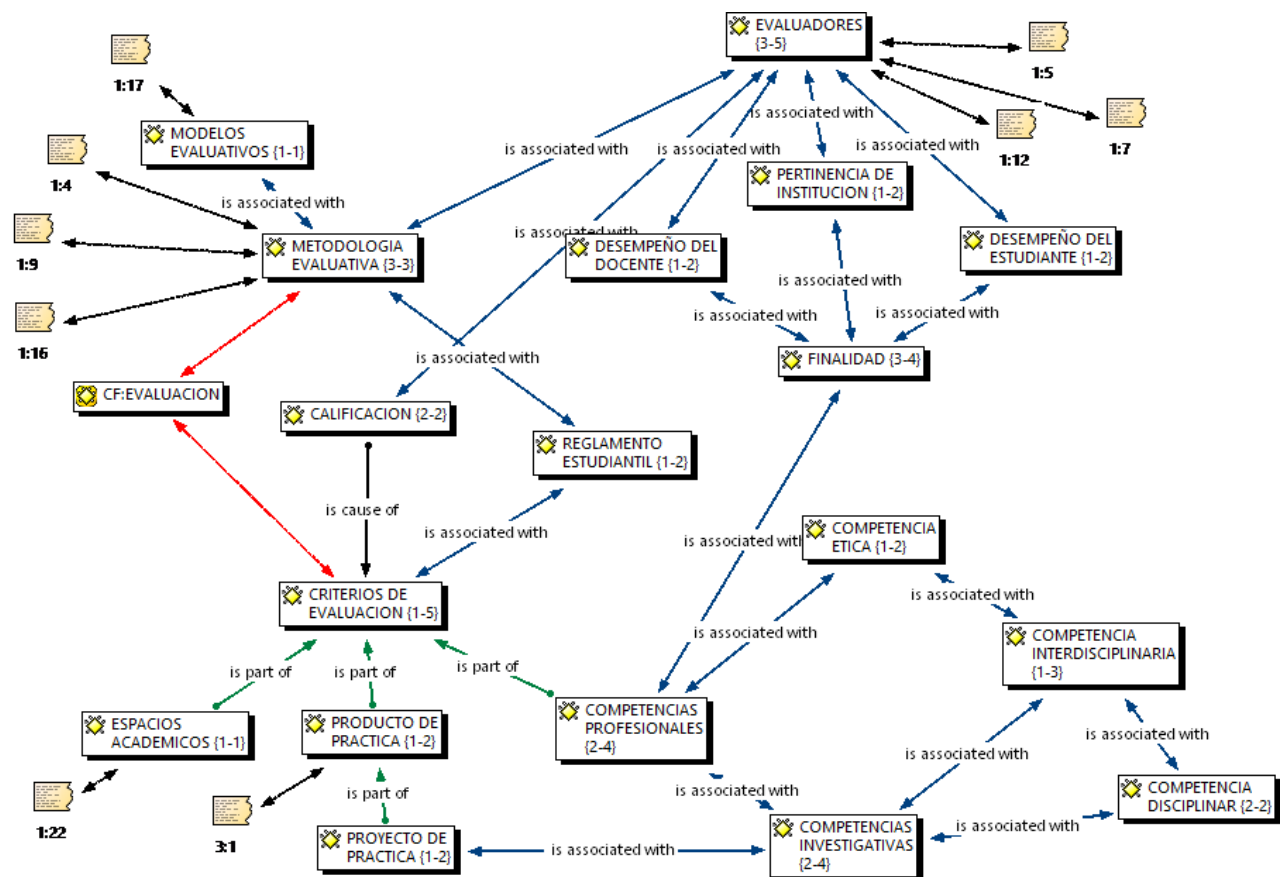 EVALUADORES
{3-5}
1:5
1:17
1:7
1:12
is associated with
MODELOS
EVALUATIVOS {1-1}
is associated with
is associated with
is associated with
1:4
PERTINENCIA DE
INSTITUCION {1-2}
is associated with
is associated with
METODOLOGIA
EVALUATIVA {3-3}
DESEMPEÑO DEL
DOCENTE {1-2}
DESEMPEÑO DEL
ESTUDIANTE {1-2}
1:9
is associated with
is associated with
is associated with
is associated with
1:16
is associated with
FINALIDAD {3-4}
CF:EVALUACION
CALIFICACION {2-2}
REGLAMENTO
ESTUDIANTIL {1-2}
is cause of
is associated with
COMPETENCIA
ETICA {1-2}
is associated with
is associated with
CRITERIOS DE
EVALUACION {1-5}
is associated with
COMPETENCIA
INTERDISCIPLINARIA
{1-3}
is part of
is part of
is part of
ESPACIOS
ACADEMICOS {1-1}
PRODUCTO DE
PRACTICA {1-2}
COMPETENCIAS
PROFESIONALES
{2-4}
is associated with
is associated with
COMPETENCIA
DISCIPLINAR {2-2}
is part of
is associated with
1:22
3:1
PROYECTO DE
PRACTICA {1-2}
is associated with
COMPETENCIAS
INVESTIGATIVAS
{2-4}
is associated with